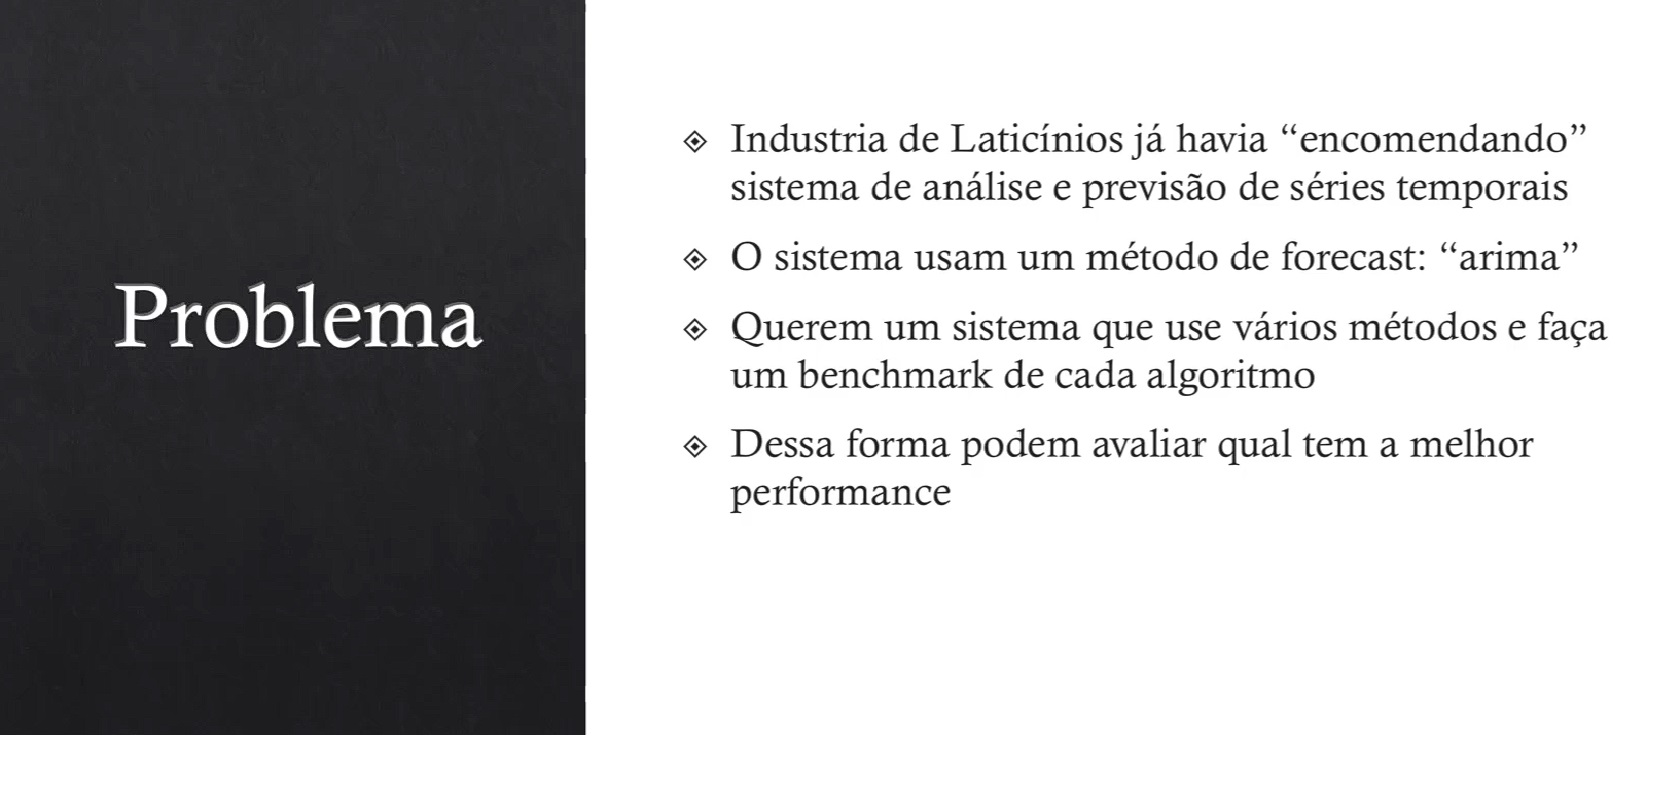 Problema
Industria de Laticínios já havia “encomendando”
sistema de análise e previsão de séries temporais
O sistema usam um método de forecast: “arima”
Querem um sistema que use vários métodos e faça
um benchmark de cada algoritmo
Dessa forma podem avaliar qual tem a melhor
performance